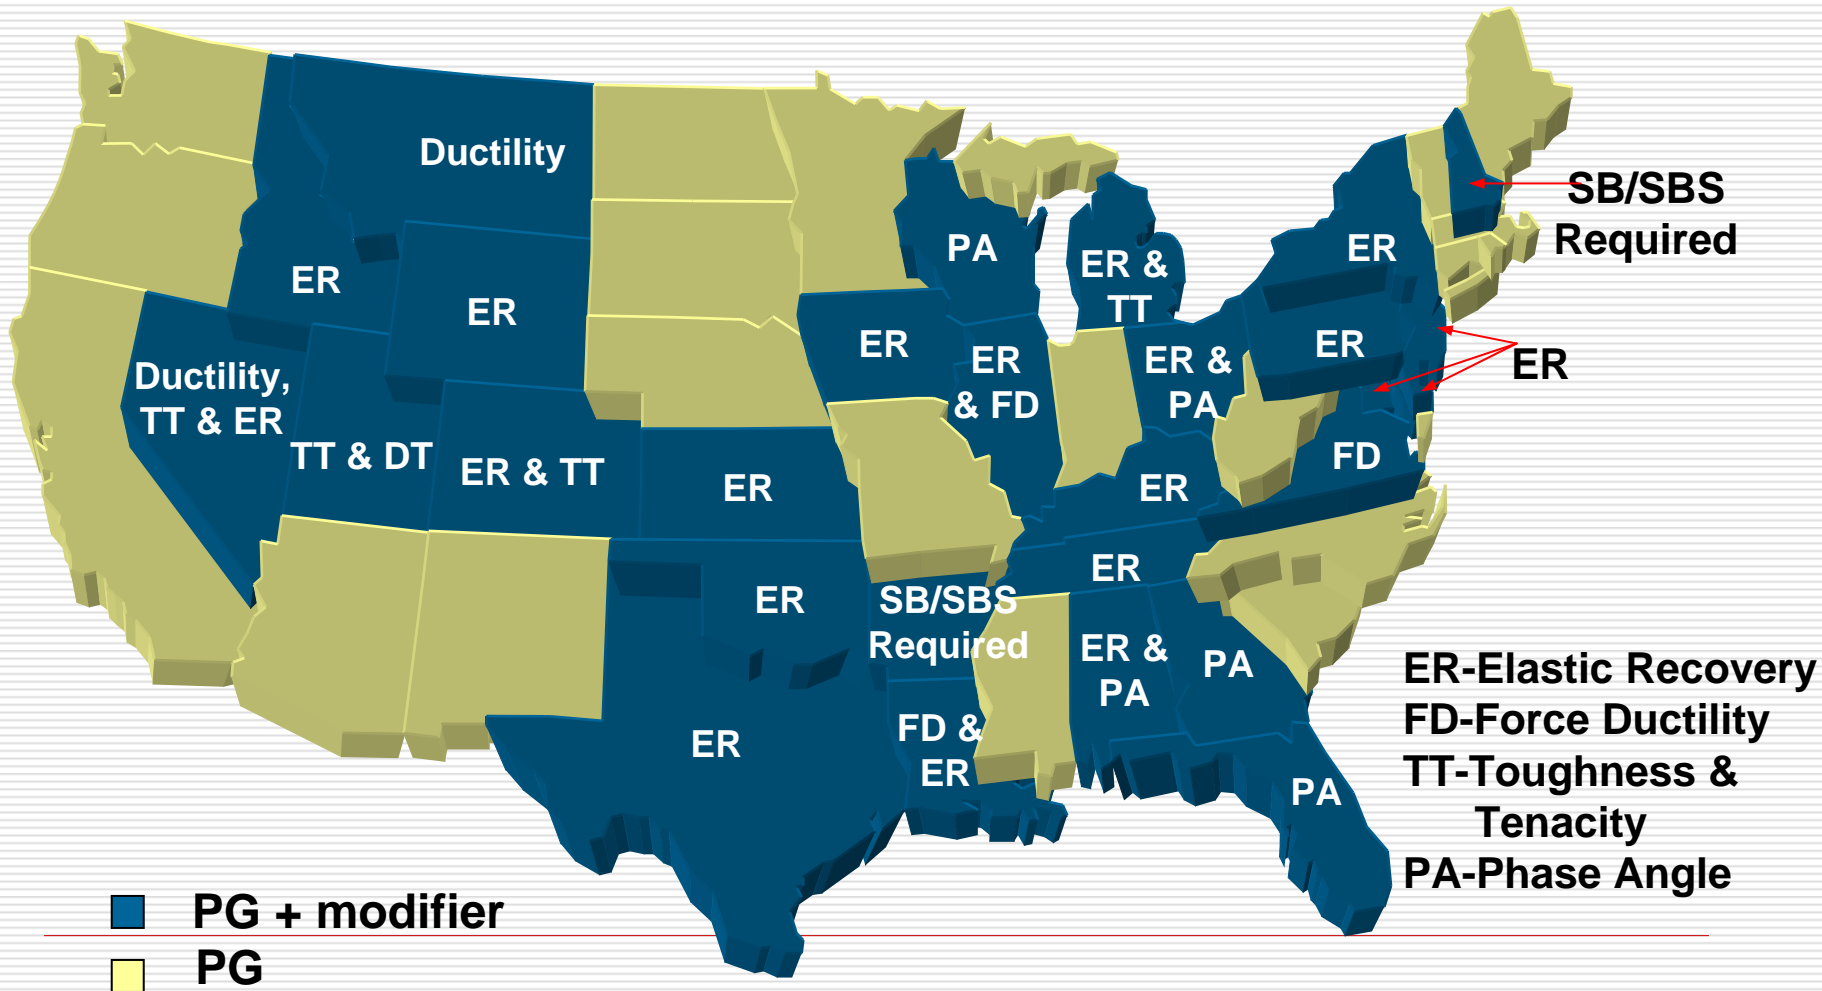 Ductility
SB/SBS
Required
PA
ER
ER &
TT
ER
ER
ER
ER
& FD
ER &
PA
ER
ER
Ductility,
TT & ER
TT & DT
ER & TT
ER
ER
FD
ER
ER
SB/SBS
Required
ER &
PA
PA
FD &
ER
ER
PA
ER-Elastic Recovery
FD-Force Ductility
TT-Toughness &
Tenacity
PA-Phase Angle
PG + modifier
PG